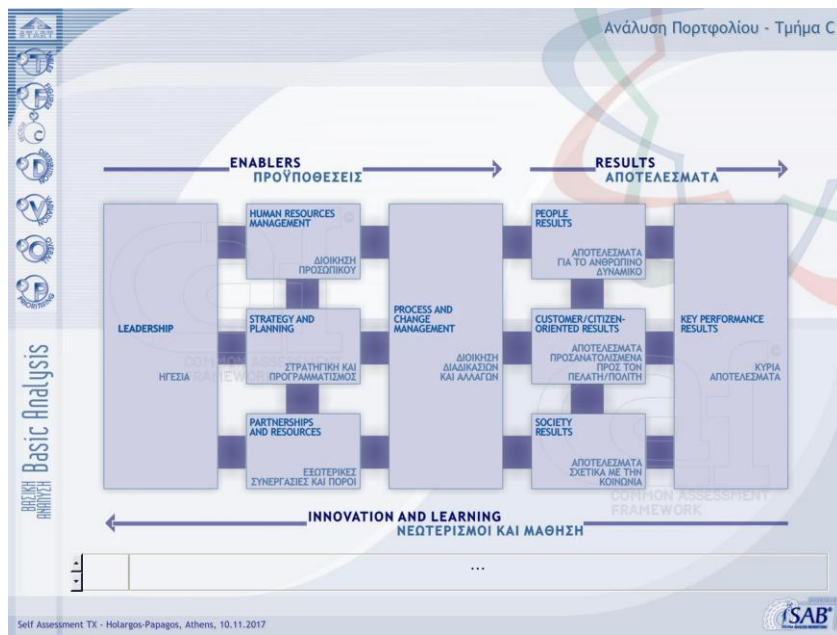 START
Ανάλυση Πορτφολίου - Τμήμα C
ENABLERS
ΠΡΟΫΠΟΘΕΣΕΙΣ
RESULTS
ΑΠΟΤΕΛΕΣΜΑΤΑ
LEADERSHIP
ΗΓΕΣΙΑ
HUMAN RESOURCES
MANAGEMENT
ΔΙΟΙΚΗΣΗ
ΠΡΟΣΩΠΙΚΟΥ
STRATEGY AND
PLANNING
ΣΤΡΑΤΗΓΙΚΗ ΚΑΙ
ΠΡΟΓΡΑΜΜΑΤΙΣΜΟΣ
PARTNERSHIPS
AND RESOURCES
ΕΞΩΤΕΡΙΚΕΣ
ΣΥΝΕΡΓΑΣΙΕΣ ΚΑΙ ΠΟΡΟΙ
PROCESS AND
CHANGE
MANAGEMENT
ΔΙΟΙΚΗΣΗ
ΔΙΑΔΙΚΑΣΙΩΝ
ΚΑΙ ΑΛΛΑΓΩΝ
PEOPLE
RESULTS
ΑΠΟΤΕΛΕΣΜΑΤΑ
ΓΙΑ ΤΟ ΑΝΘΡΩΠΙΝΟ
ΔΥΝΑΜΙΚΟ
CUSTOMER/CITIZEN-
ORIENTED RESULTS
ΑΠΟΤΕΛΕΣΜΑΤΑ
ΠΡΟΣΑΝΑΤΟΛΙΣΜΕΝΑ
ΠΡΟΣ ΤΟΝ
ΠΕΛΑΤΗ/ΠΟΛΙΤΗ
SOCIETY
RESULTS
ΑΠΟΤΕΛΕΣΜΑΤΑ
ΣΧΕΤΙΚΑ ΜΕ ΤΗΝ
ΚΟΙΝΩΝΙΑ
KEY PERFORMANCE
RESULTS
ΚΥΡΙΑ
ΑΠΟΤΕΛΕΣΜΑΤΑ
COMMON ASSESSMENT
FRAMEWORK
COMMON ASSESSMENT
FRAMEWORK
INNOVATION AND LEARNING
ΝΕΩΤΕΡΙΣΜΟΙ ΚΑΙ ΜΑΘΗΣΗ
Basic Analysis
ΒΑΣΙΚΗ
ΑΝΑΛΥΣΗ
...
Self Assessment TX - Holargos-Papagos, Athens, 10.11.2017
iSAB